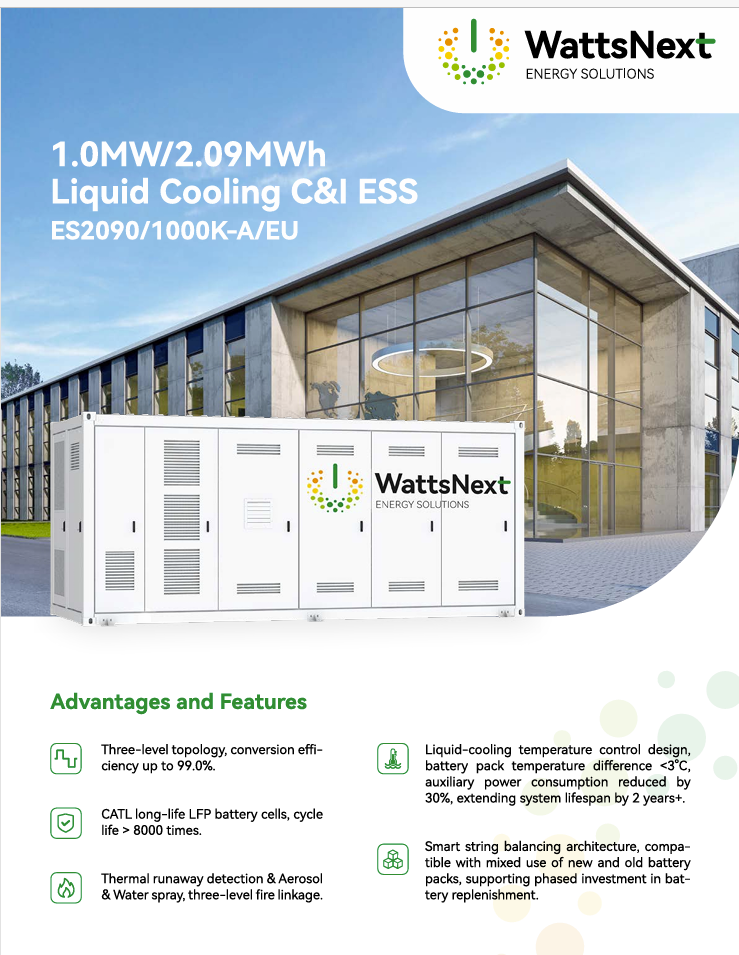 WattsNext
ENERGY SOLUTIONS
1.0MW/2.09MWh
Liquid Cooling C&I ESS
ES2090/1000K-A/EU
WattsNext
ENERGY SOLUTIONS
Advantages and Features
Three-level topology, conversion effi-
ciency up to 99.0%.
CATL long-life LFP battery cells, cycle
life > 8000 times.
Thermal runaway detection & Aerosol
& Water spray, three-level fire linkage.
Liquid-cooling temperature control design,
battery pack temperature difference <3°C,
auxiliary power consumption reduced by
30%, extending system lifespan by 2 years+.
Smart string balancing architecture, compa-
tible with mixed use of new and old battery
packs, supporting phased investment in bat-
tery replenishment.